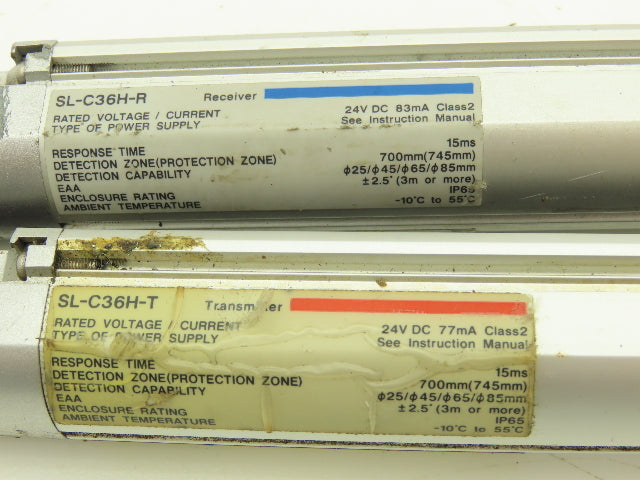 SL-C36H-R Receiver
RATED VOLTAGE / CURRENT 24V DC 83mA Class2
TYPE OF POWER SUPPLY See Instruction Manual
RESPONSE TIME 15ms
DETECTION ZONE(PROTECTION ZONE) 700mm(745mm)
DETECTION CAPABILITY φ25/φ45/φ65/φ85mm
EAA ±2.5° (3m or more)
ENCLOSURE RATING IP65
AMBIENT TEMPERATURE -10°C to 55°C
SL-C36H-T Transmitter
RATED VOLTAGE / CURRENT 24V DC 77mA Class2
TYPE OF POWER SUPPLY See Instruction Manual
RESPONSE TIME 15ms
DETECTION ZONE(PROTECTION ZONE) 700mm(745mm)
DETECTION CAPABILITY φ25/φ45/φ65/φ85mm
EAA ±2.5° (3m or more)
ENCLOSURE RATING IP65
AMBIENT TEMPERATURE -10°C to 55°C